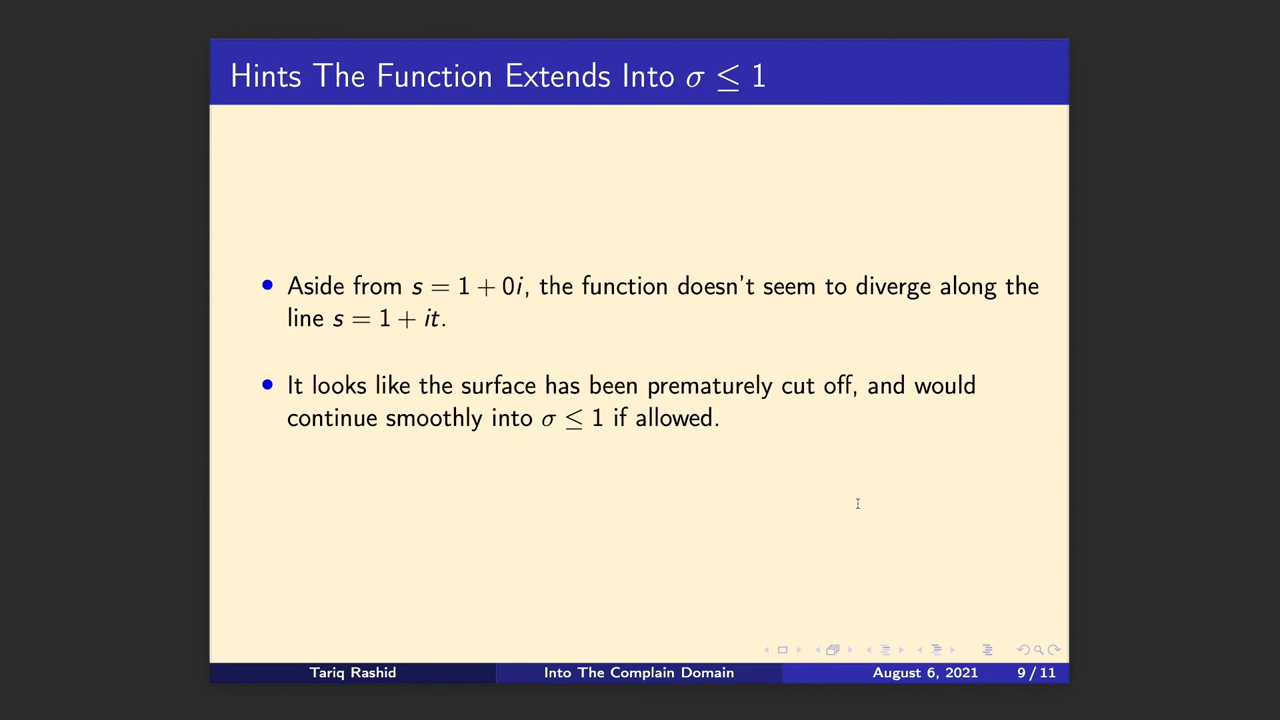 Hints The Function Extends Into σ ≤ 1
• Aside from s = 1 + 0i, the function doesn't seem to diverge along the
line s = 1 + it.
• It looks like the surface has been prematurely cut off, and would
continue smoothly into σ ≤ 1 if allowed.
Tariq Rashid Into The Complain Domain August 6, 2021 9 / 11